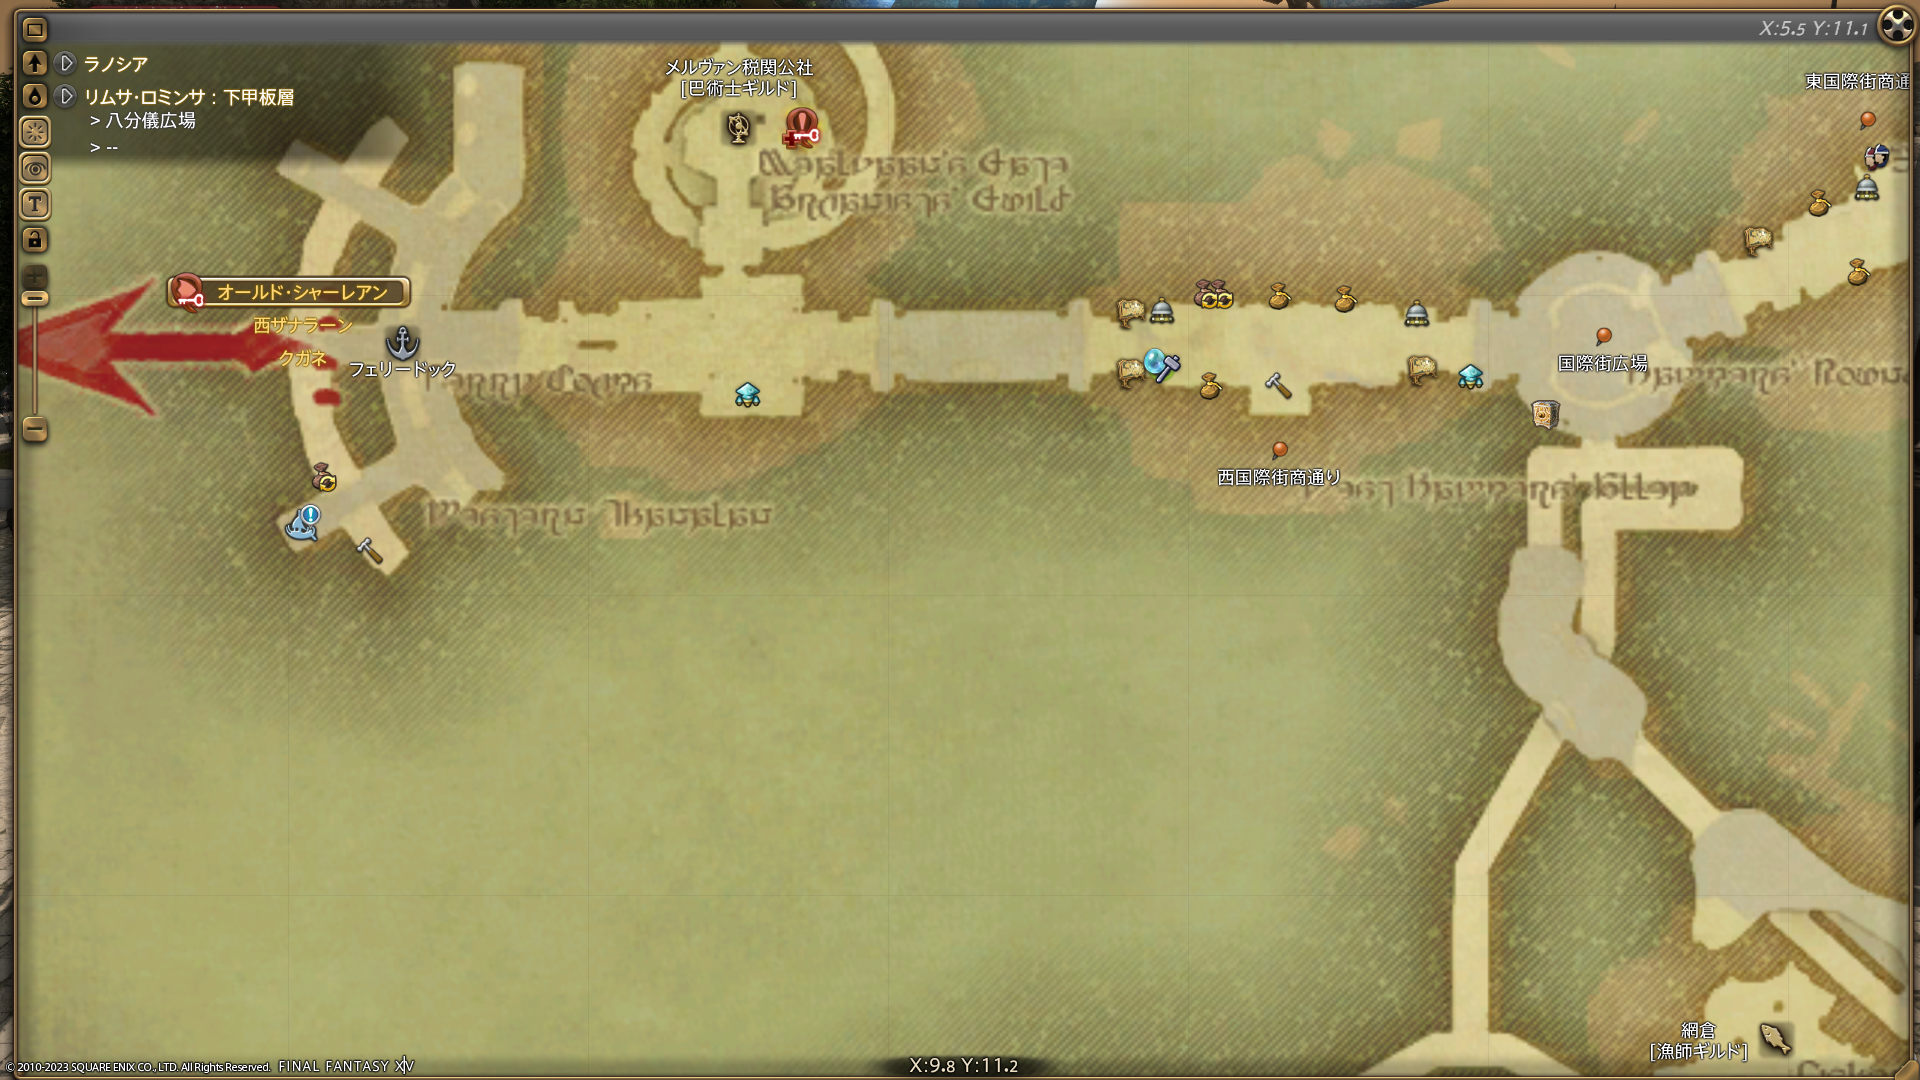 X:5.5 Y:11.1
ラノシア
リムサ・ロミンサ：下甲板層
> 八分儀広場
> --
メルヴァン税関公社
[巴術士ギルド]
東国際街商通
オールド・シャーレアン
西ザナラーン
クガネ
フェリードック
国際街広場
西国際街商通り
網倉
[漁師ギルド]
X:9.8 Y:11.2
© 2010-2023 SQUARE ENIX CO., LTD. All Rights Reserved. FINAL FANTASY XIV